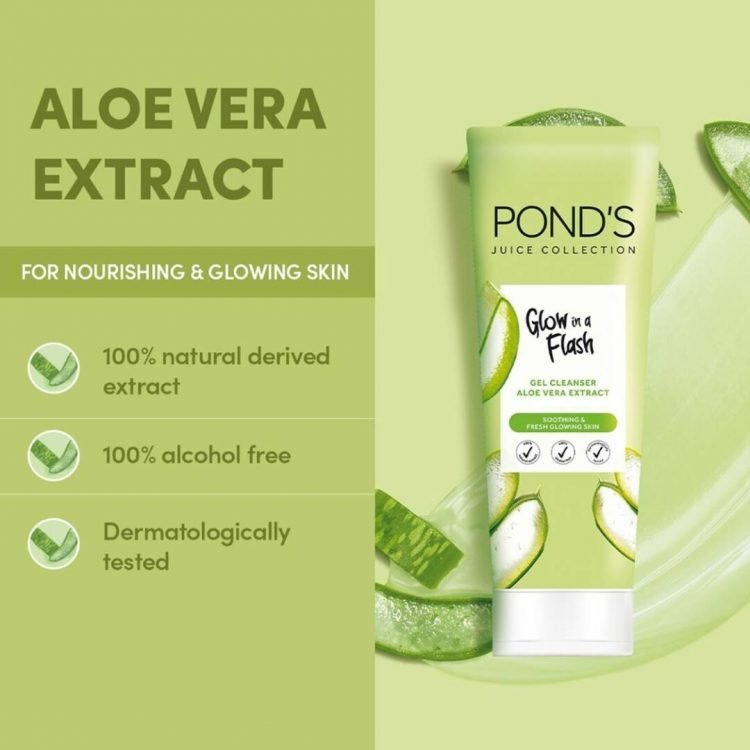 ALOE VERA
EXTRACT
FOR NOURISHING & GLOWING SKIN
100% natural derived
extract
100% alcohol free
Dermatologically
tested
POND'S
JUICE COLLECTION
Glow in a
Flash
GEL CLEANSER
ALOE VERA EXTRACT
SOOTHING &
FRESH GLOWING SKIN